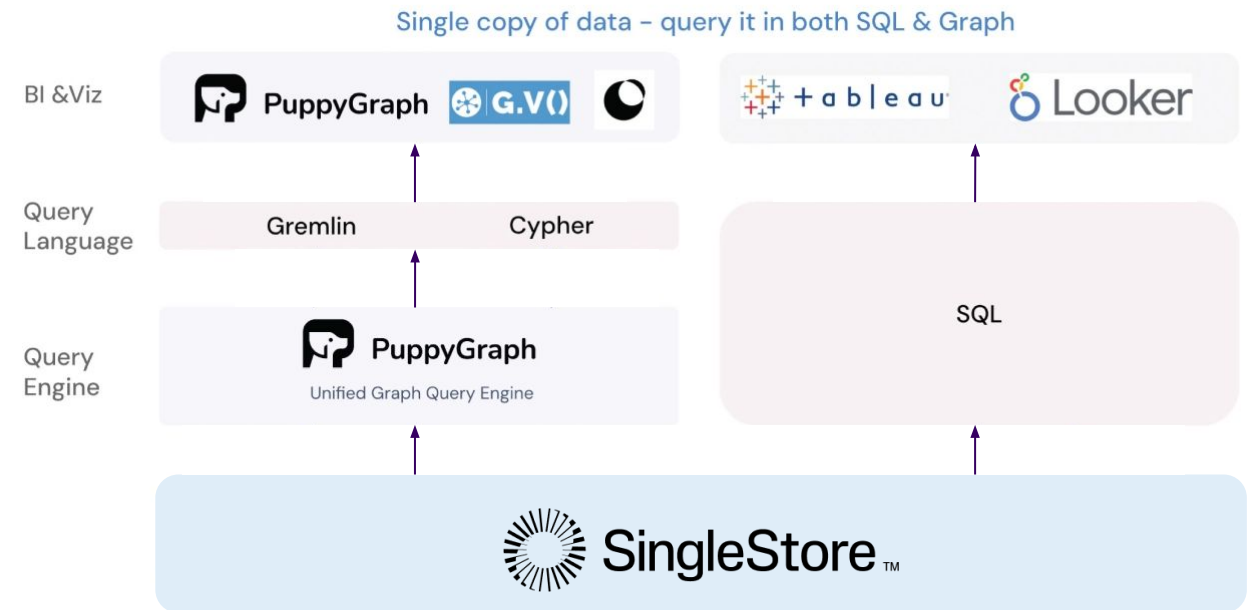 Single copy of data - query it in both SQL & Graph
BI &Viz
PuppyGraph
G.V()
+ a b l e a u
Looker
Query
Language
Gremlin
Cypher
SQL
Query
Engine
PuppyGraph
Unified Graph Query Engine
SingleStore TM